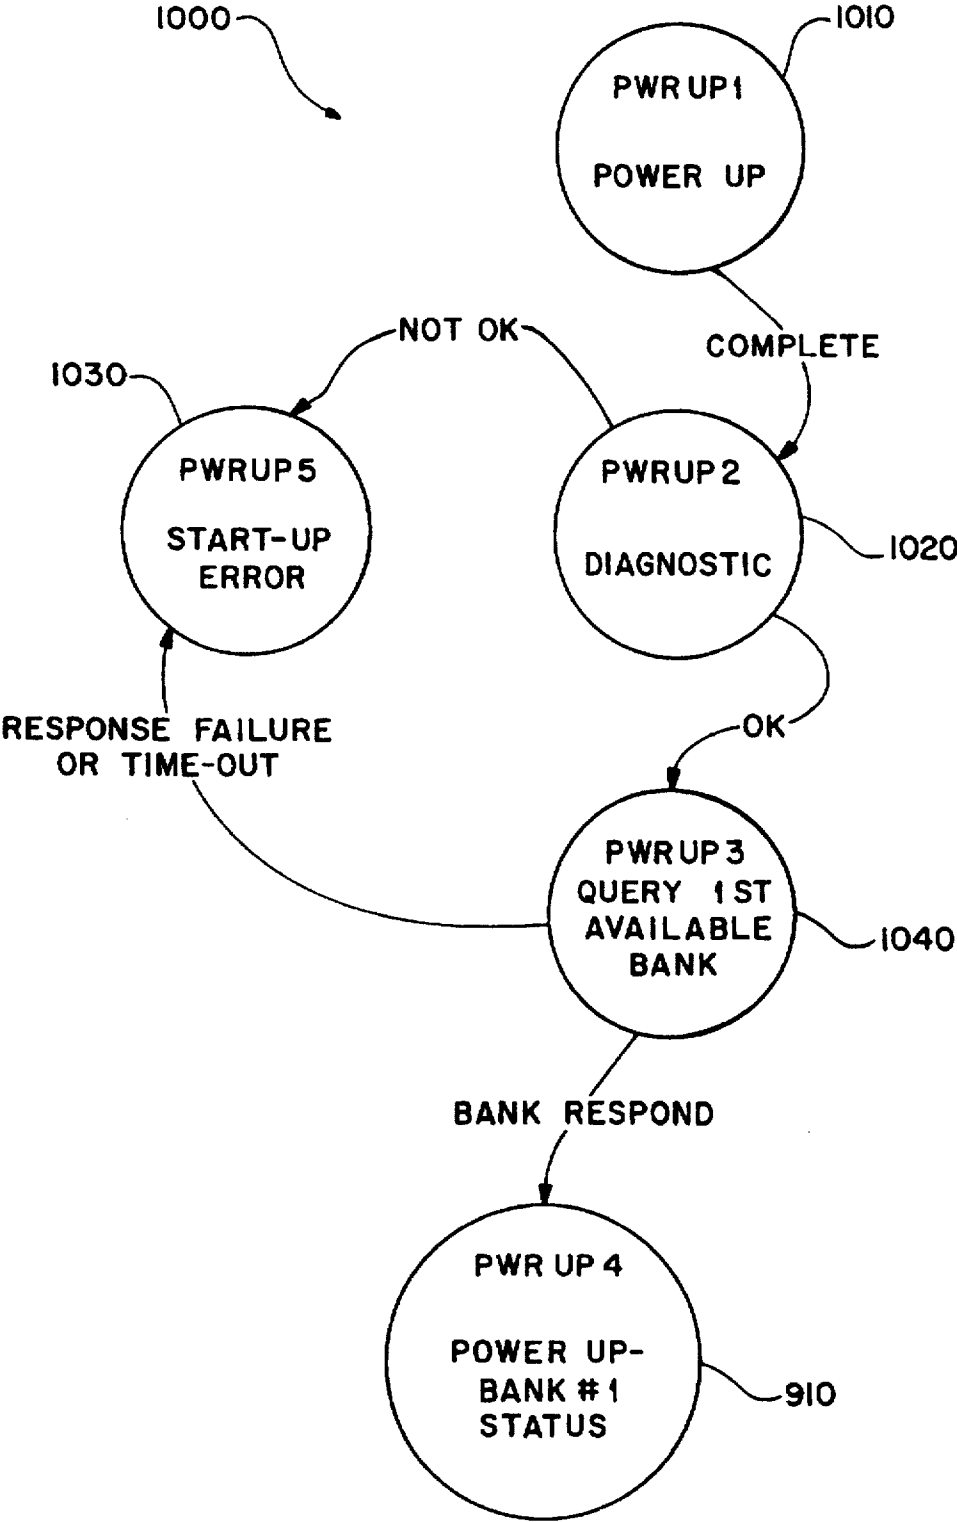 1000
1010
PWR UP 1
POWER UP
COMPLETE
NOT OK
1030
PWRUP 5
START-UP
ERROR
PWRUP 2
DIAGNOSTIC
1020
RESPONSE FAILURE
OR TIME-OUT
OK
PWR UP 3
QUERY 1ST
AVAILABLE
BANK
1040
BANK RESPOND
PWR UP 4
POWER UP-
BANK #1
STATUS
910